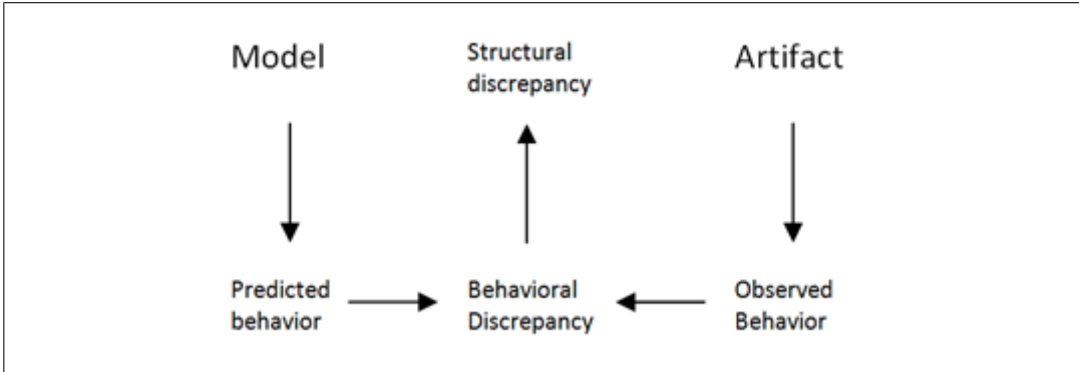 Model
Structural
discrepancy
Artifact
Predicted
behavior
Behavioral
Discrepancy
Observed
Behavior